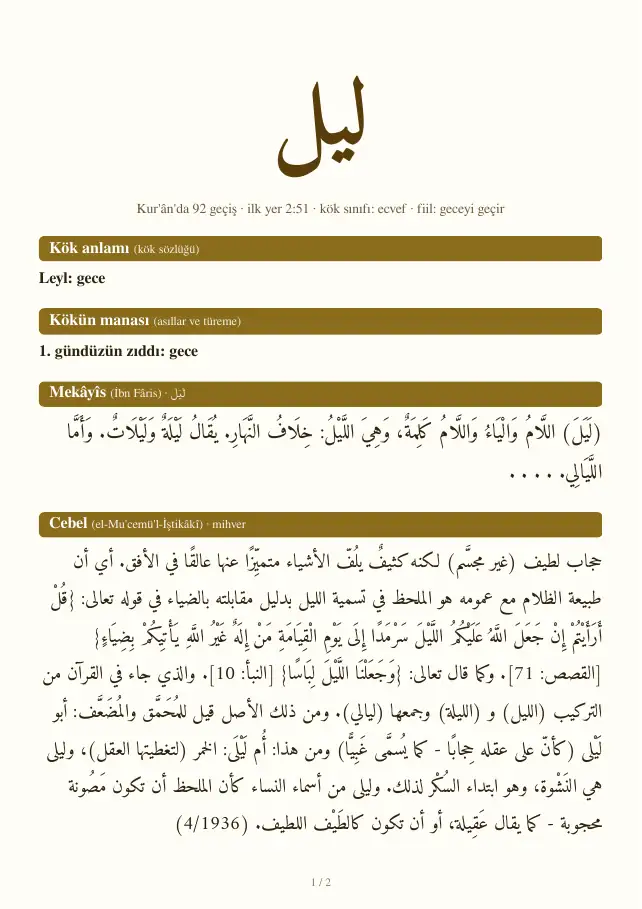 ليل
Kur'ân'da 92 geçiş · ilk yer 2:51 · kök sınıfı: ecvef · fiil: geceyi geçir
Kök anlamı (kök sözlüğü)
Leyl: gece
Kökün manası (asıllar ve türeme)
1. gündüzün zıddı: gece
Mekâyîs (İbn Fâris) · لَيَلَ
(لَيَلَ) اللَّامُ وَالْيَاءُ وَاللَّامُ كَلِمَةٌ، وَهِيَ اللَّيْلُ: خِلَافُ النَّهَارِ. يُقَالُ لَيْلَةٌ وَلَيْلَاتٌ. وَأَمَّا
اللَّيَالِي. . . . .
Cebel (el-Mu'cemü'l-İştikâkî) · mihver
حجاب لطيف (غير مجسَّم) لكنه كثيفٌ يلُفّ الأشياء متميِّزًا عنها عالقًا في الأفق. أي أن
طبيعة الظلام مع عمومه هو الملحظ في تسمية الليل بدليل مقابلته بالضياء في قوله تعالى: {قُلْ
أَرَأَيْتُمْ إِنْ جَعَلَ اللَّهُ عَلَيْكُمُ اللَّيْلَ سَرْمَدًا إِلَى يَوْمِ الْقِيَامَةِ مَنْ إِلَهٌ غَيْرُ اللَّهِ يَأْتِيكُمْ بِضِيَاءٍ}
[القصص: 71]. وكما قال تعالى: {وَجَعَلْنَا اللَّيْلَ لِبَاسًا} [النبأ: 10]. والذي جاء في القرآن من
التركيب (الليل) و (الليلة) وجمعها (ليالي). ومن ذلك الأصل قيل للمُحَمَّق والمُضَعَّف: أبو
لَيْلى (كأنّ على عقله حِجابًا - كما يُسمَّى غَبِيًّا) ومن هذا: أُم لَيْلَى: الخمر (لتغطيتها العقل)، وليلى
هي النَشْوة، وهو ابتداء السُكْر لذلك. وليلى من أسماء النساء كأن الملحظ أن تكون مَصُونة
محجوبة - كما يقال عَقِيلة، أو أن تكون كالطَيْف اللطيف. (4/1936)
1 / 2